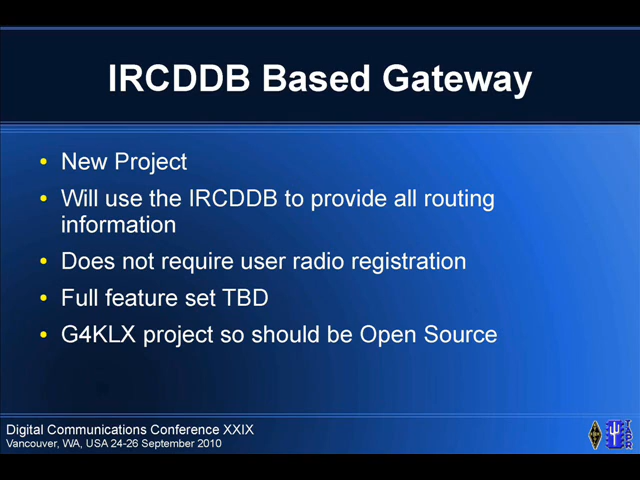 IRCDDB Based Gateway
New Project
Will use the IRCDDB to provide all routing
information
Does not require user radio registration
Full feature set TBD
G4KLX project so should be Open Source
Digital Communications Conference XXIX
Vancouver, WA, USA 24-26 September 2010
TAPR